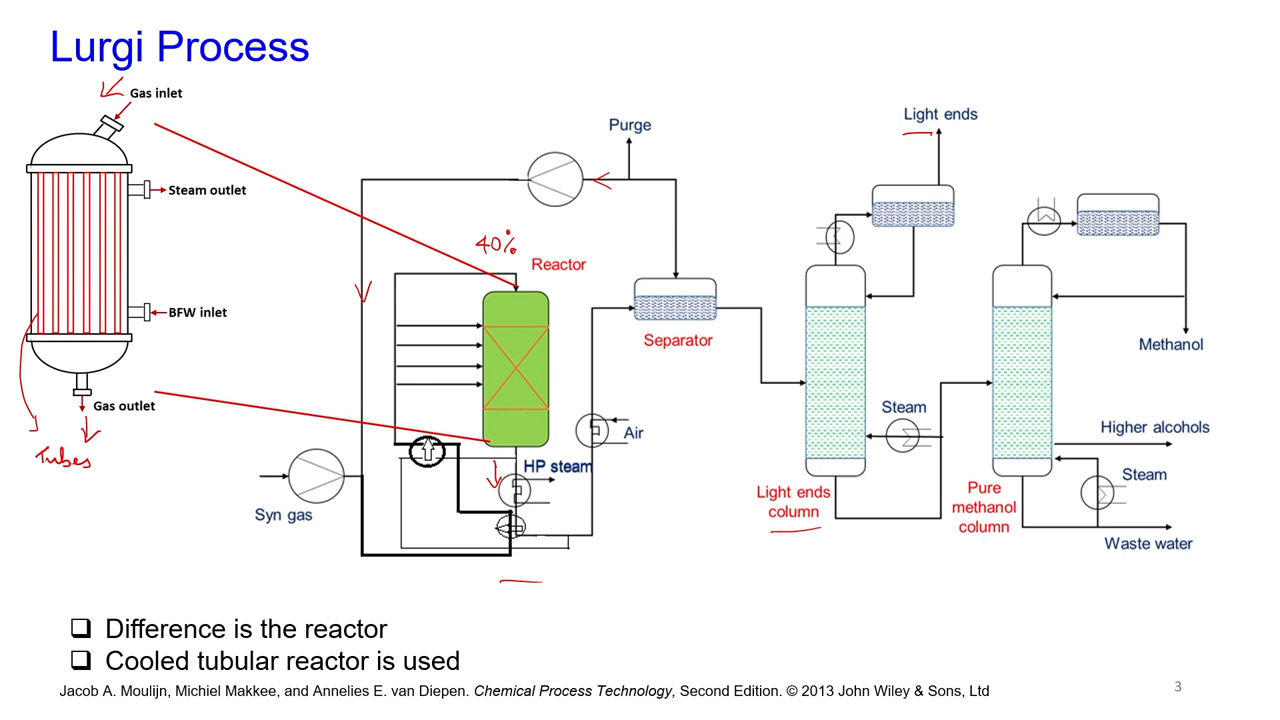 Lurgi Process
Gas inlet
Steam outlet
BFW inlet
Gas outlet
Tubes
Purge
Light ends
40%
Reactor
Separator
Methanol
Air
HP steam
Syn gas
Steam
Light ends
column
Higher alcohols
Steam
Pure
methanol
column
Waste water
❑ Difference is the reactor
❑ Cooled tubular reactor is used
Jacob A. Moulijn, Michiel Makkee, and Annelies E. van Diepen. Chemical Process Technology, Second Edition. © 2013 John Wiley & Sons, Ltd
3